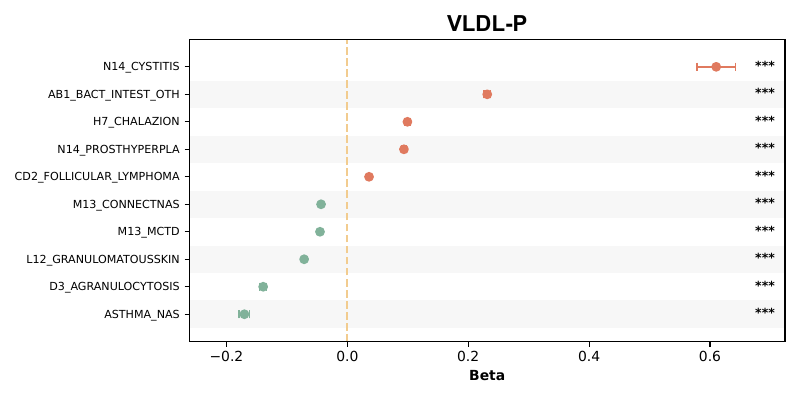 VLDL-P
N14_CYSTITIS ***
AB1_BACT_INTEST_OTH ***
H7_CHALAZION ***
N14_PROSTHYPERPLA ***
CD2_FOLLICULAR_LYMPHOMA ***
M13_CONNECTNAS ***
M13_MCTD ***
L12_GRANULOMATOUSSKIN ***
D3_AGRANULOCYTOSIS ***
ASTHMA_NAS ***
−0.2 0.0 0.2 0.4 0.6
Beta